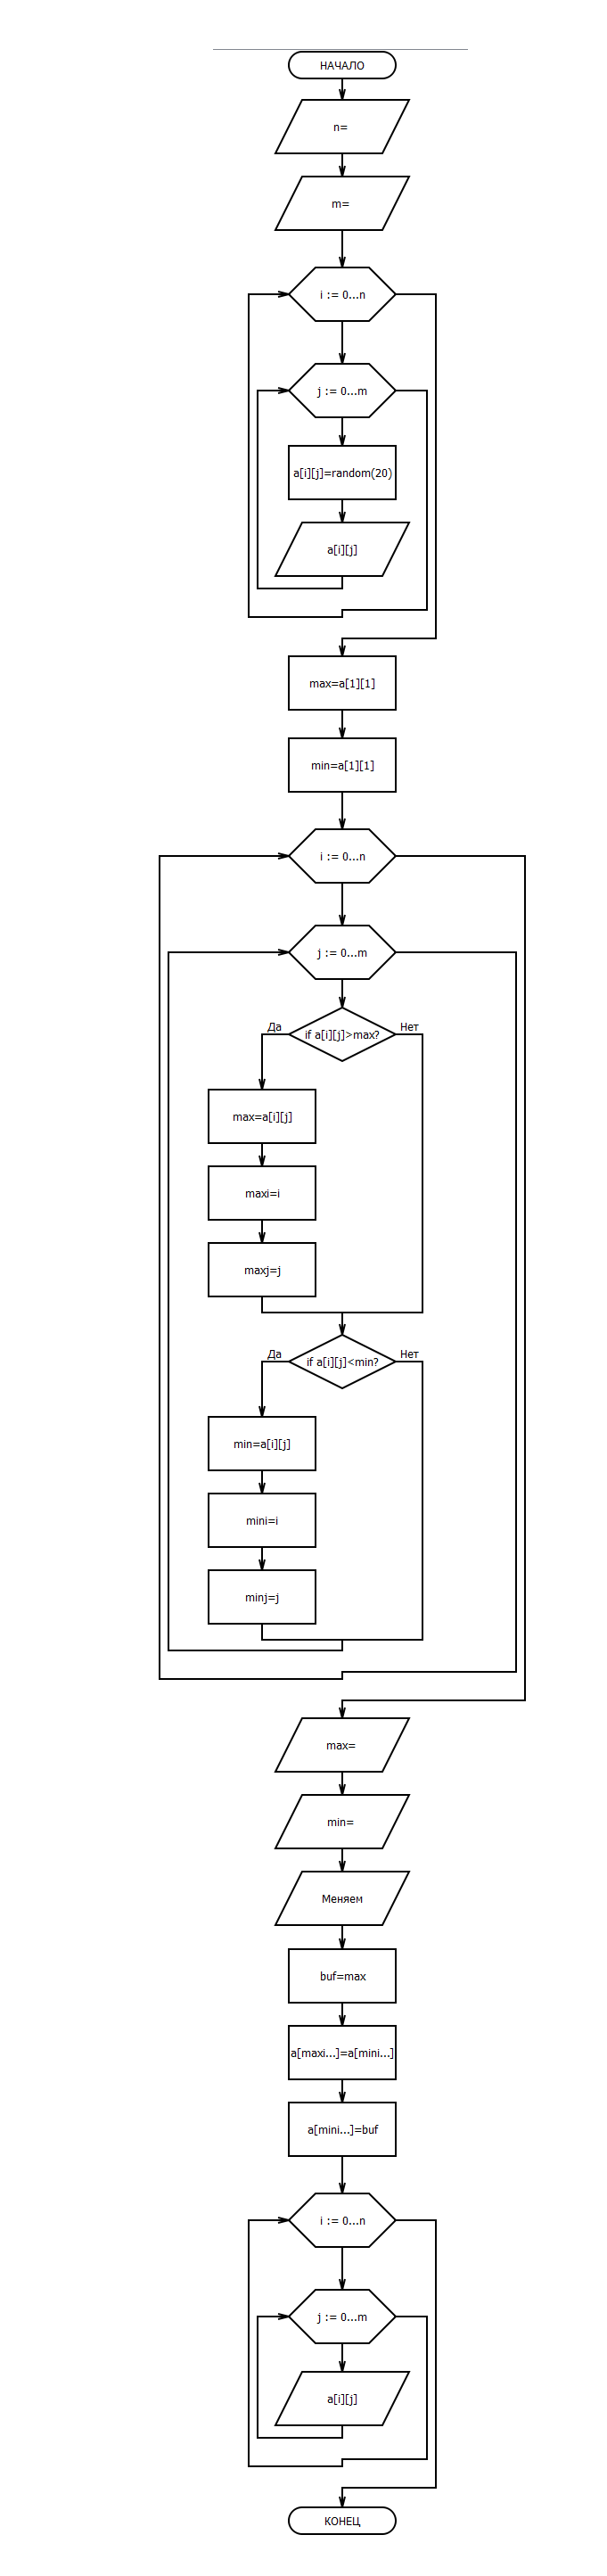 НАЧАЛО
n=
m=
i := 0...n
j := 0...m
a[i][j]=random(20)
a[i][j]
max=a[1][1]
min=a[1][1]
i := 0...n
j := 0...m
Да
if a[i][j]>max?
Нет
max=a[i][j]
maxi=i
maxj=j
Да
if a[i][j]<min?
Нет
min=a[i][j]
mini=i
minj=j
max=
min=
Меняем
buf=max
a[maxi...]=a[mini...]
a[mini...]=buf
i := 0...n
j := 0...m
a[i][j]
КОНЕЦ